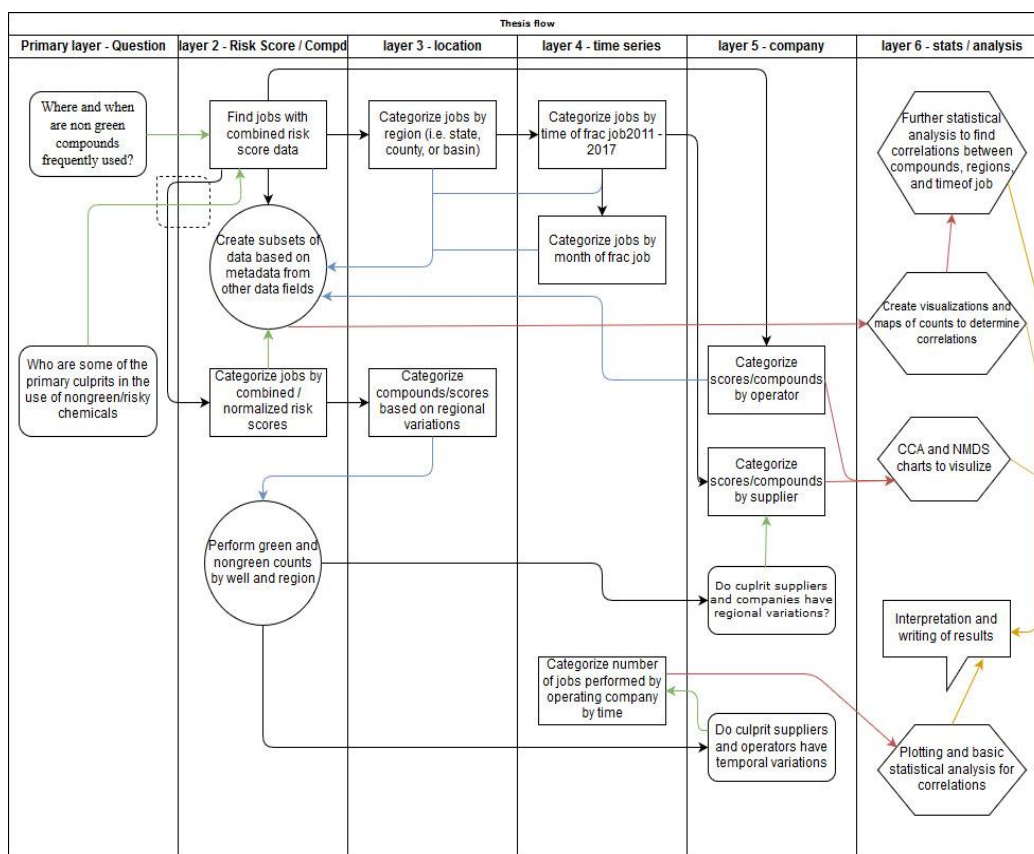 Thesis flow
Primary layer - Question
layer 2 - Risk Score / Compd
layer 3 - location
layer 4 - time series
layer 5 - company
layer 6 - stats / analysis
Where and when
are non green
compounds
frequently used?
Find jobs with
combined risk
score data
Categorize jobs by
region (i.e. state,
county, or basin)
Categorize jobs by
time of frac job2011 -
2017
Further statistical
analysis to find
correlations between
compounds, regions,
and timeof job
Create subsets of
data based on
metadata from
other data fields
Categorize jobs by
month of frac job
Create visualizations and
maps of counts to determine
correlations
Who are some of the
primary culprits in the
use of nongreen/risky
chemicals
Categorize jobs by
combined /
normalized risk
scores
Categorize
compounds/scores
based on regional
variations
Categorize
scores/compounds
by operator
CCA and NMDS
charts to visulize
Categorize
scores/compounds
by supplier
Perform green and
nongreen counts
by well and region
Do cuplrit suppliers
and companies have
regional variations?
Interpretation and
writing of results
Categorize number
of jobs performed by
operating company
by time
Do culprit suppliers
and operators have
temporal variations
Plotting and basic
statistical analysis for
correlations